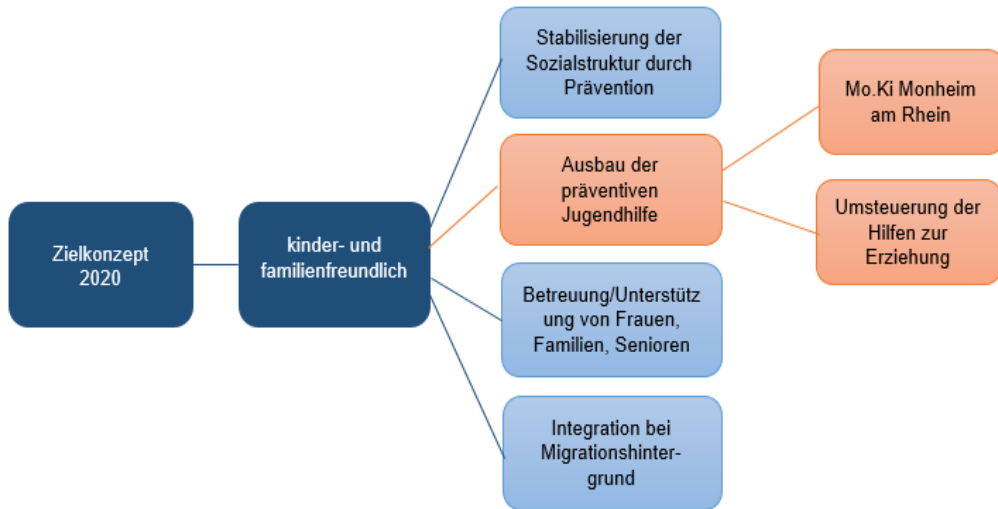 Zielkonzept
2020
kinder- und
familienfreundlich
Stabilisierung der
Sozialstruktur durch
Prävention
Ausbau der
präventiven
Jugendhilfe
Betreuung/Unterstütz
ung von Frauen,
Familien, Senioren
Integration bei
Migrationshinter-
grund
Mo.Ki Monheim
am Rhein
Umsteuerung der
Hilfen zur
Erziehung